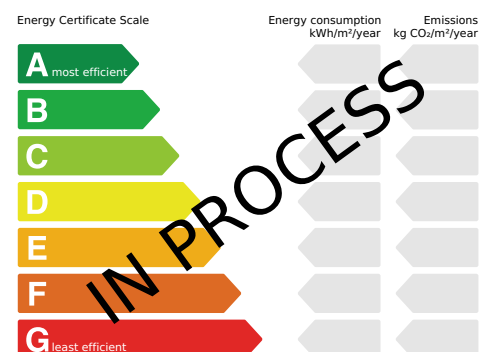 Energy Certificate Scale
Energy consumption
kWh/m²/year
Emissions
kg CO₂/m²/year
A most efficient
B
C
D
E
F
G least efficient
IN PROCESS